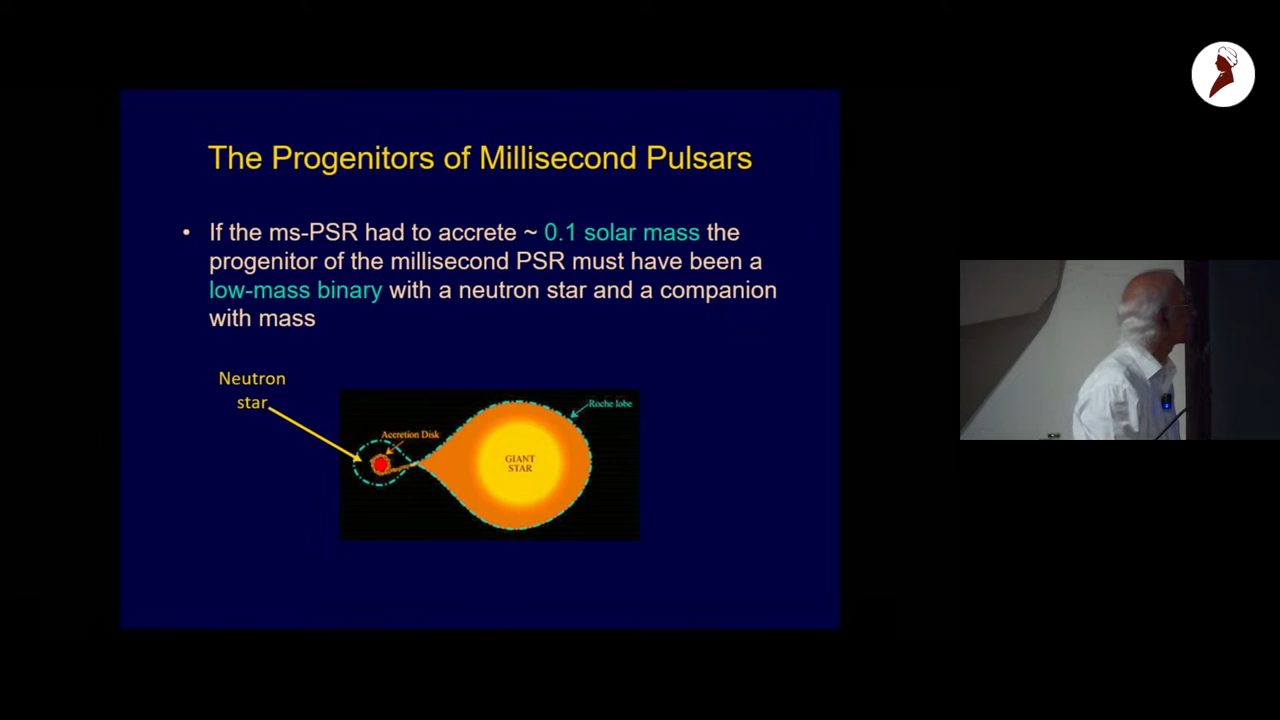 The Progenitors of Millisecond Pulsars
• If the ms-PSR had to accrete ~ 0.1 solar mass the
progenitor of the millisecond PSR must have been a
low-mass binary with a neutron star and a companion
with mass
Neutron
star
Roche lobe
Accretion Disk
GIANT
STAR